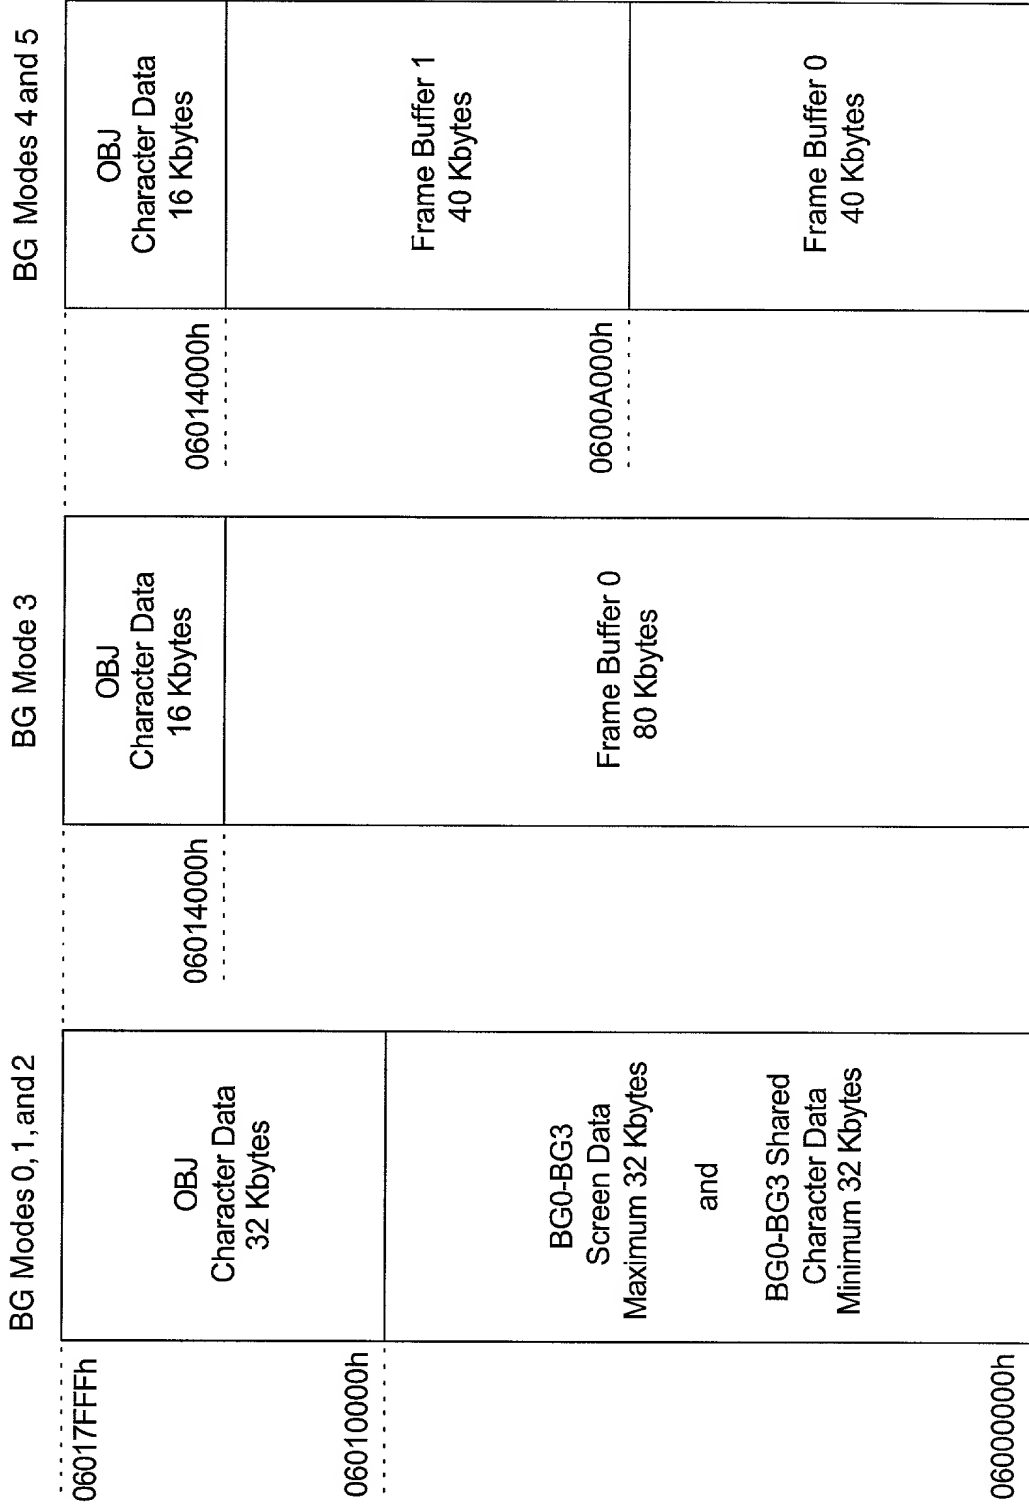 BG Modes 0, 1, and 2
06017FFFh
OBJ
Character Data
32 Kbytes
06010000h
BG0-BG3
Screen Data
Maximum 32 Kbytes
and
BG0-BG3 Shared
Character Data
Minimum 32 Kbytes
06000000h
BG Mode 3
OBJ
Character Data
16 Kbytes
06014000h
Frame Buffer 0
80 Kbytes
BG Modes 4 and 5
OBJ
Character Data
16 Kbytes
06014000h
Frame Buffer 1
40 Kbytes
0600A000h
Frame Buffer 0
40 Kbytes